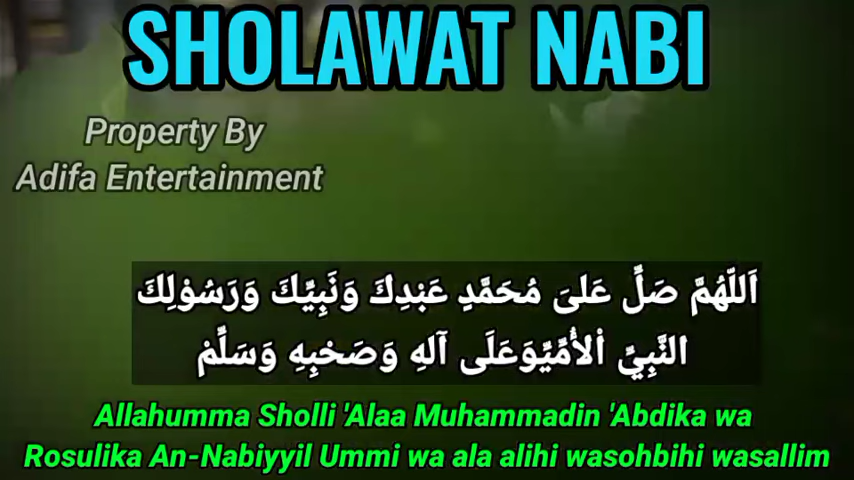 SHOLAWAT NABI
Property By
Adifa Entertainment
اَللّهُمَّ صَلِّ عَلىَ مُحَمَّدٍ عَبْدِكَ وَنَبِيِّكَ وَرَسُوْلِكَ
النَّبِيِّ اْلأُمِّيِّوَعَلَى آلِهِ وَصَحْبِهِ وَسَلِّمْ
Allahumma Sholli 'Alaa Muhammadin 'Abdika wa
Rosulika An-Nabiyyil Ummi wa ala alihi wasohbihi wasallim